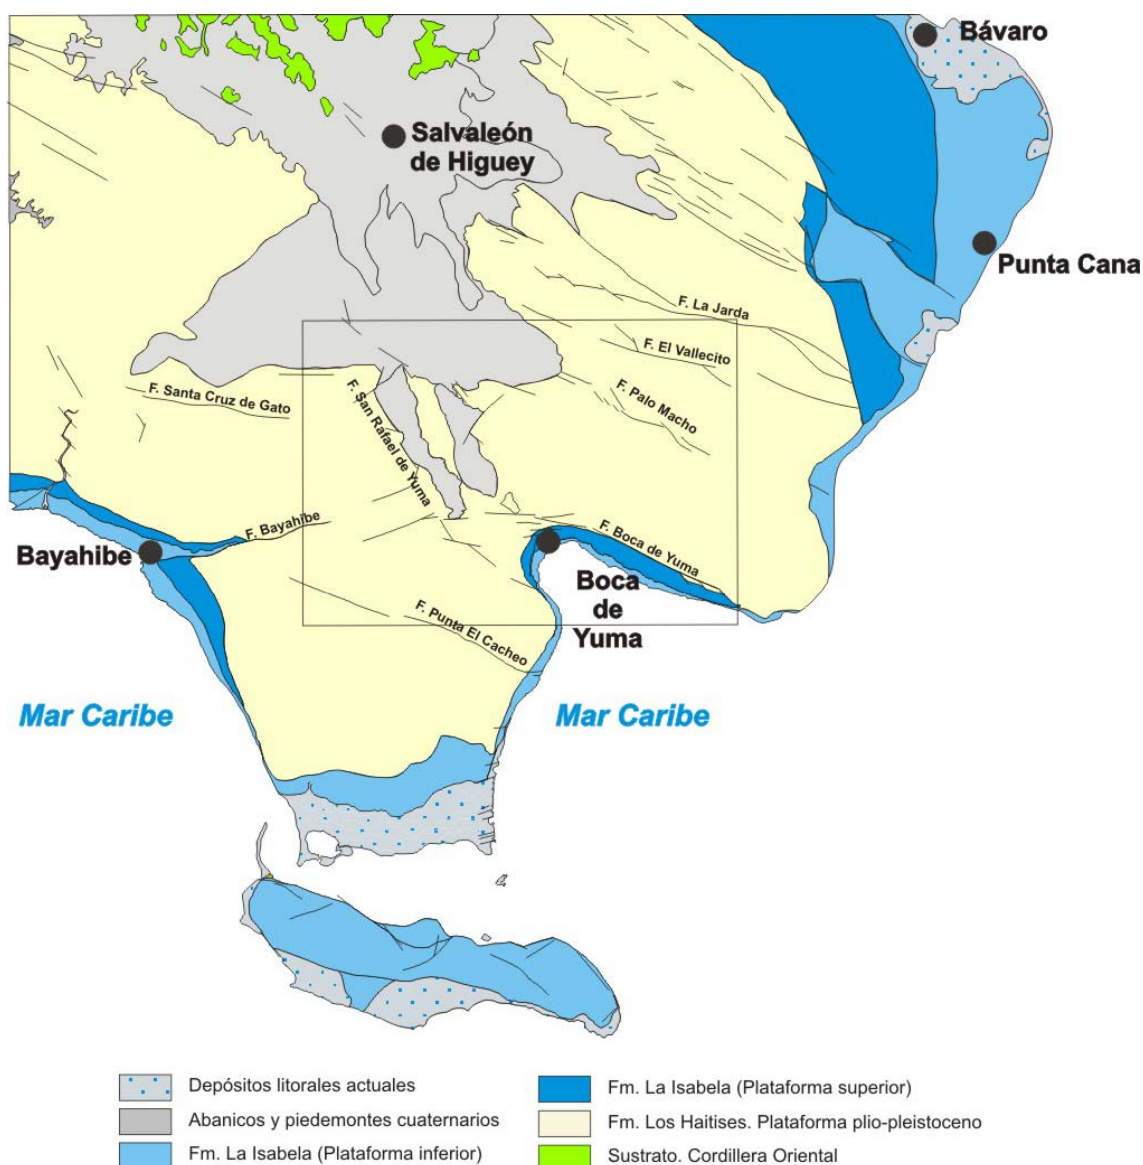 Bávaro
Salvaleón
de Higuey
Punta Cana
F. La Jarda
F. El Vallecito
F. Palo Macho
F. Santa Cruz de Gato
F. San Rafael de Yuma
F. Bayahibe
F. Boca de Yuma
Bayahibe
Boca
de
Yuma
F. Punta El Cacheo
Mar Caribe
Mar Caribe
Depósitos litorales actuales
Abanicos y piedemontes cuaternarios
Fm. La Isabela (Plataforma inferior)
Fm. La Isabela (Plataforma superior)
Fm. Los Haitises. Plataforma plio-pleistoceno
Sustrato. Cordillera Oriental